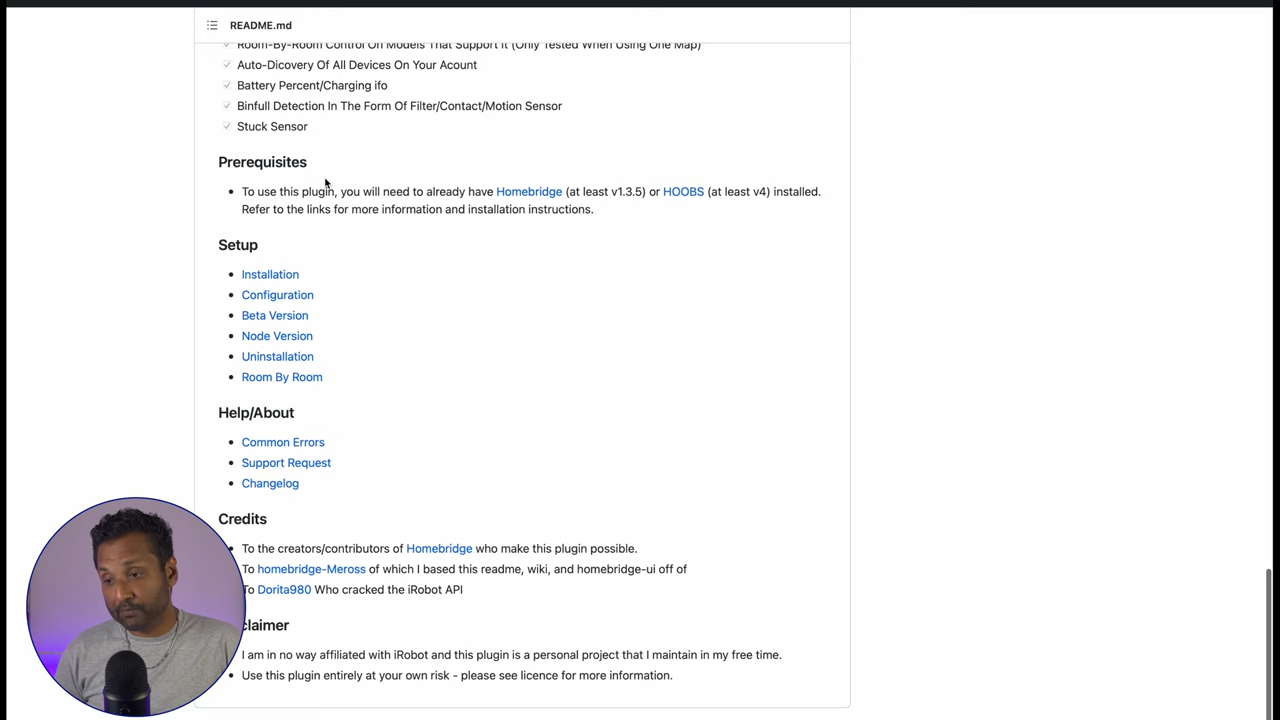 README.md
Room-By-Room Control On Models That Support It (Only Tested When Using One Map)
Auto-Dicovery Of All Devices On Your Acount
Battery Percent/Charging ifo
Binfull Detection In The Form Of Filter/Contact/Motion Sensor
Stuck Sensor
Prerequisites
To use this plugin, you will need to already have Homebridge (at least v1.3.5) or HOOBS (at least v4) installed.
Refer to the links for more information and installation instructions.
Setup
Installation
Configuration
Beta Version
Node Version
Uninstallation
Room By Room
Help/About
Common Errors
Support Request
Changelog
Credits
To the creators/contributors of Homebridge who make this plugin possible.
To homebridge-Meross of which I based this readme, wiki, and homebridge-ui off of
To Dorita980 Who cracked the iRobot API
claimer
I am in no way affiliated with iRobot and this plugin is a personal project that I maintain in my free time.
Use this plugin entirely at your own risk - please see licence for more information.